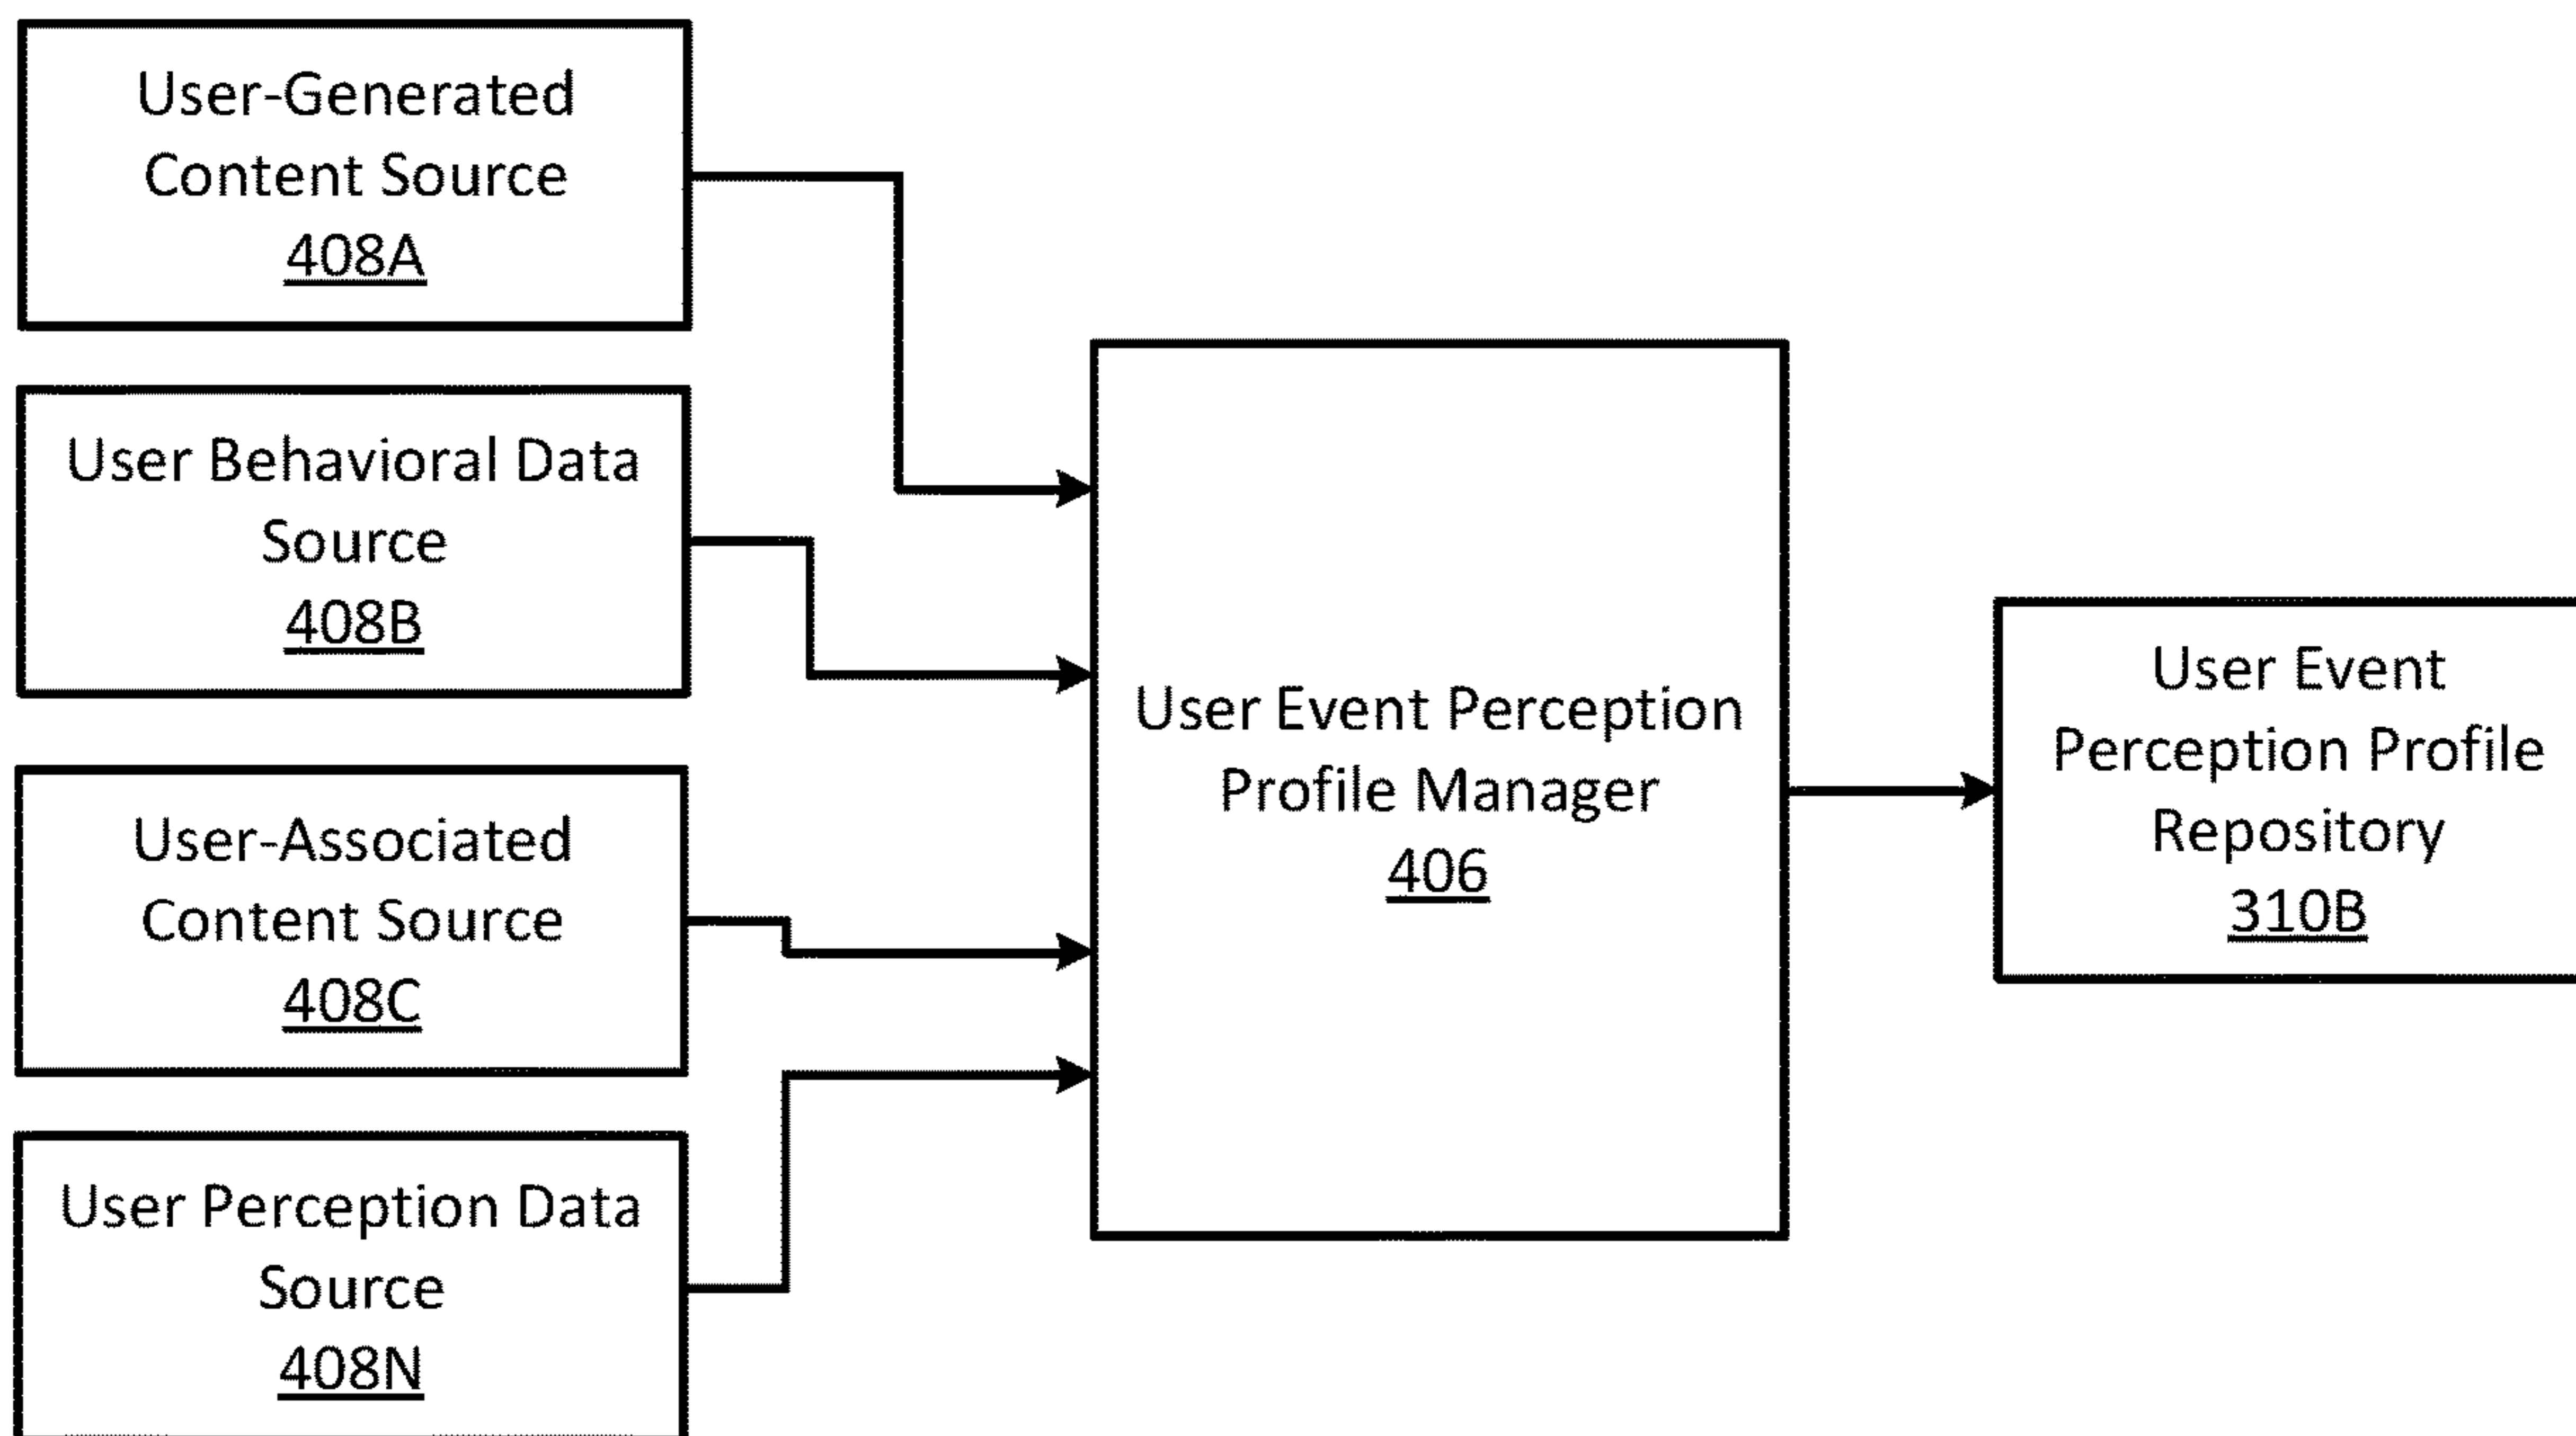 User-Generated
Content Source
408A
User Behavioral Data
Source
408B
User-Associated
Content Source
408C
User Perception Data
Source
408N
User Event Perception
Profile Manager
406
User Event
Perception Profile
Repository
310B